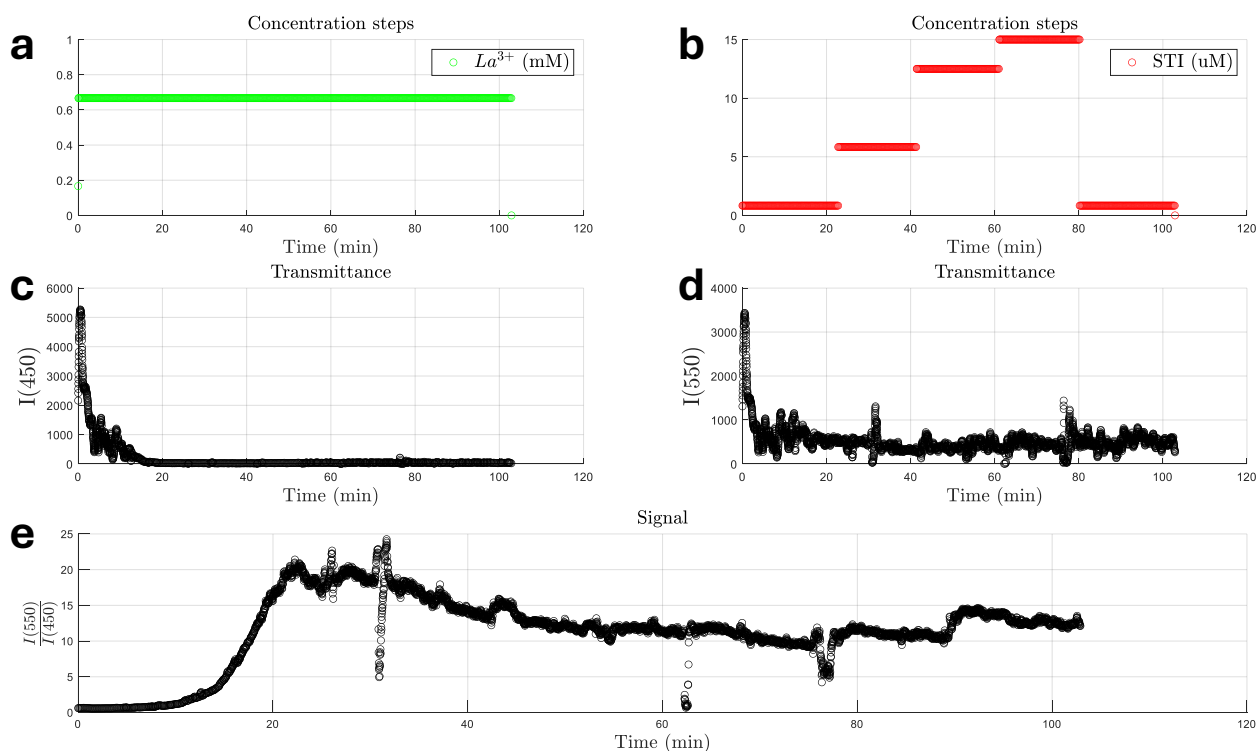 a
Concentration steps
La³⁺ (mM)
1
0.8
0.6
0.4
0.2
0
0 20 40 60 80 100 120
Time (min)
b
Concentration steps
STI (uM)
15
10
5
0
0 20 40 60 80 100 120
Time (min)
c
Transmittance
I(450)
6000
5000
4000
3000
2000
1000
0
0 20 40 60 80 100 120
Time (min)
d
Transmittance
I(550)
4000
3000
2000
1000
0
0 20 40 60 80 100 120
Time (min)
e
Signal
I(550)
I(450)
25
20
15
10
5
0
0 20 40 60 80 100 120
Time (min)